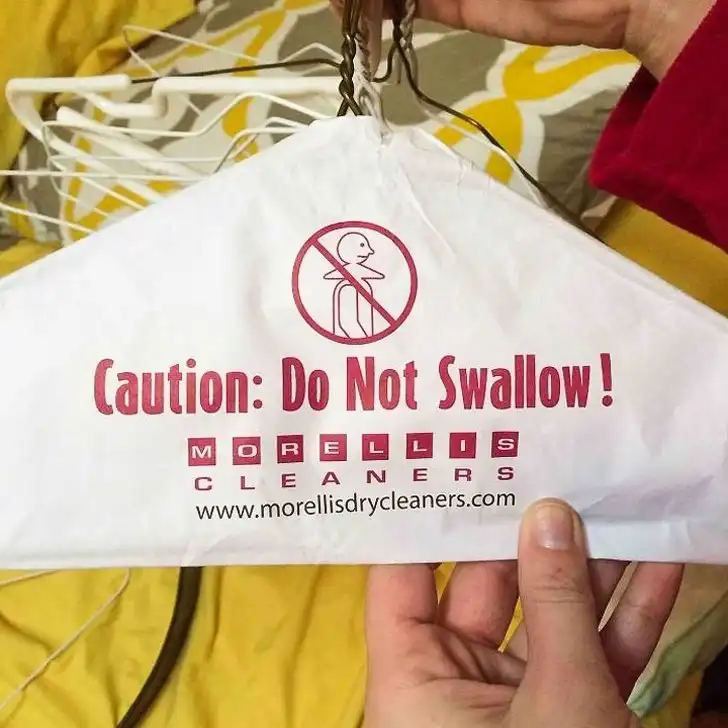 Caution: Do Not Swallow!
MORELLIS
CLEANERS
www.morellisdrycleaners.com